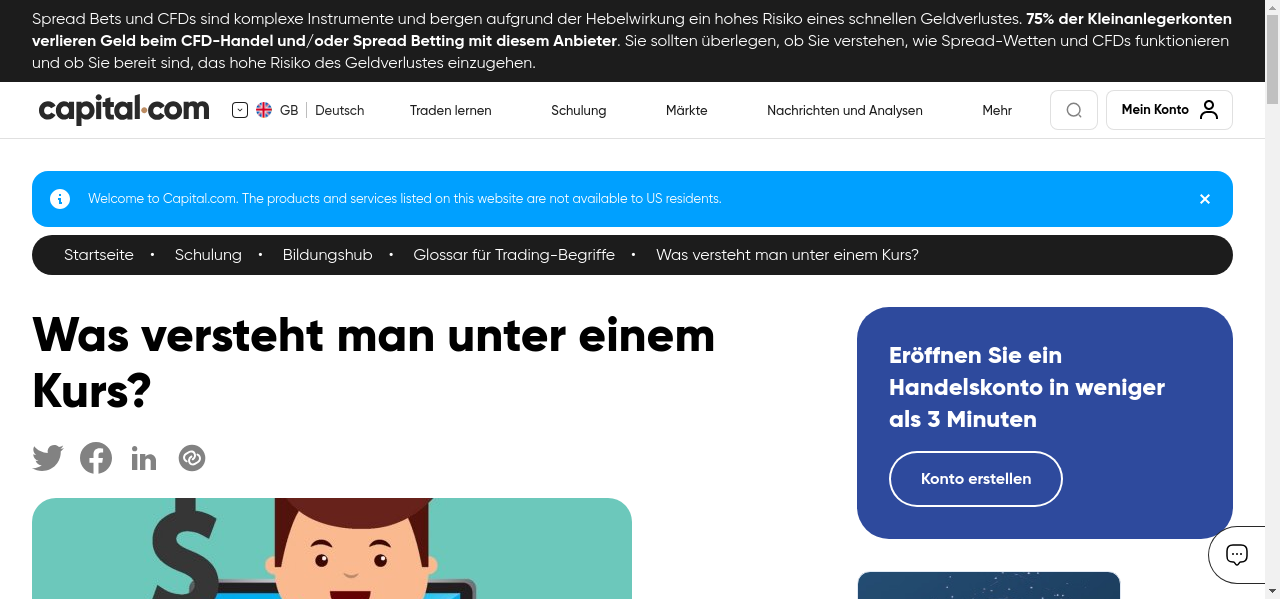 Spread Bets und CFDs sind komplexe Instrumente und bergen aufgrund der Hebelwirkung ein hohes Risiko eines schnellen Geldverlustes. 75% der Kleinanlegerkonten
verlieren Geld beim CFD-Handel und/oder Spread Betting mit diesem Anbieter. Sie sollten überlegen, ob Sie verstehen, wie Spread-Wetten und CFDs funktionieren
und ob Sie bereit sind, das hohe Risiko des Geldverlustes einzugehen.
capital.com GB Deutsch Traden lernen Schulung Märkte Nachrichten und Analysen Mehr Mein Konto
Welcome to Capital.com. The products and services listed on this website are not available to US residents.
Startseite • Schulung • Bildungshub • Glossar für Trading-Begriffe • Was versteht man unter einem Kurs?
Was versteht man unter einem
Kurs?
Eröffnen Sie ein
Handelskonto in weniger
als 3 Minuten
Konto erstellen
$